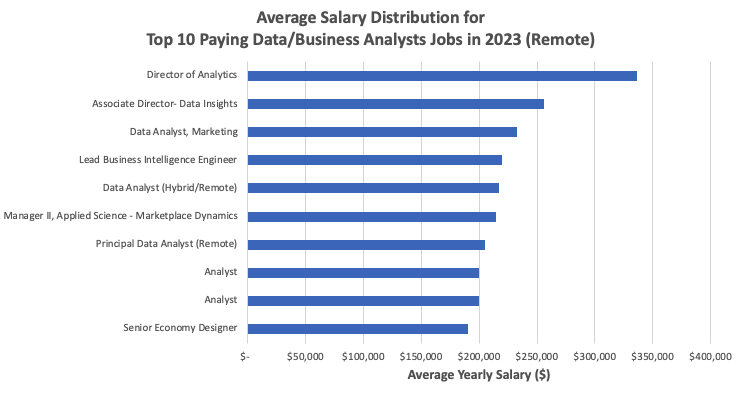 Average Salary Distribution for
Top 10 Paying Data/Business Analysts Jobs in 2023 (Remote)
Director of Analytics
Associate Director- Data Insights
Data Analyst, Marketing
Lead Business Intelligence Engineer
Data Analyst (Hybrid/Remote)
Manager II, Applied Science - Marketplace Dynamics
Principal Data Analyst (Remote)
Analyst
Analyst
Senior Economy Designer
$- $50,000 $100,000 $150,000 $200,000 $250,000 $300,000 $350,000 $400,000
Average Yearly Salary ($)